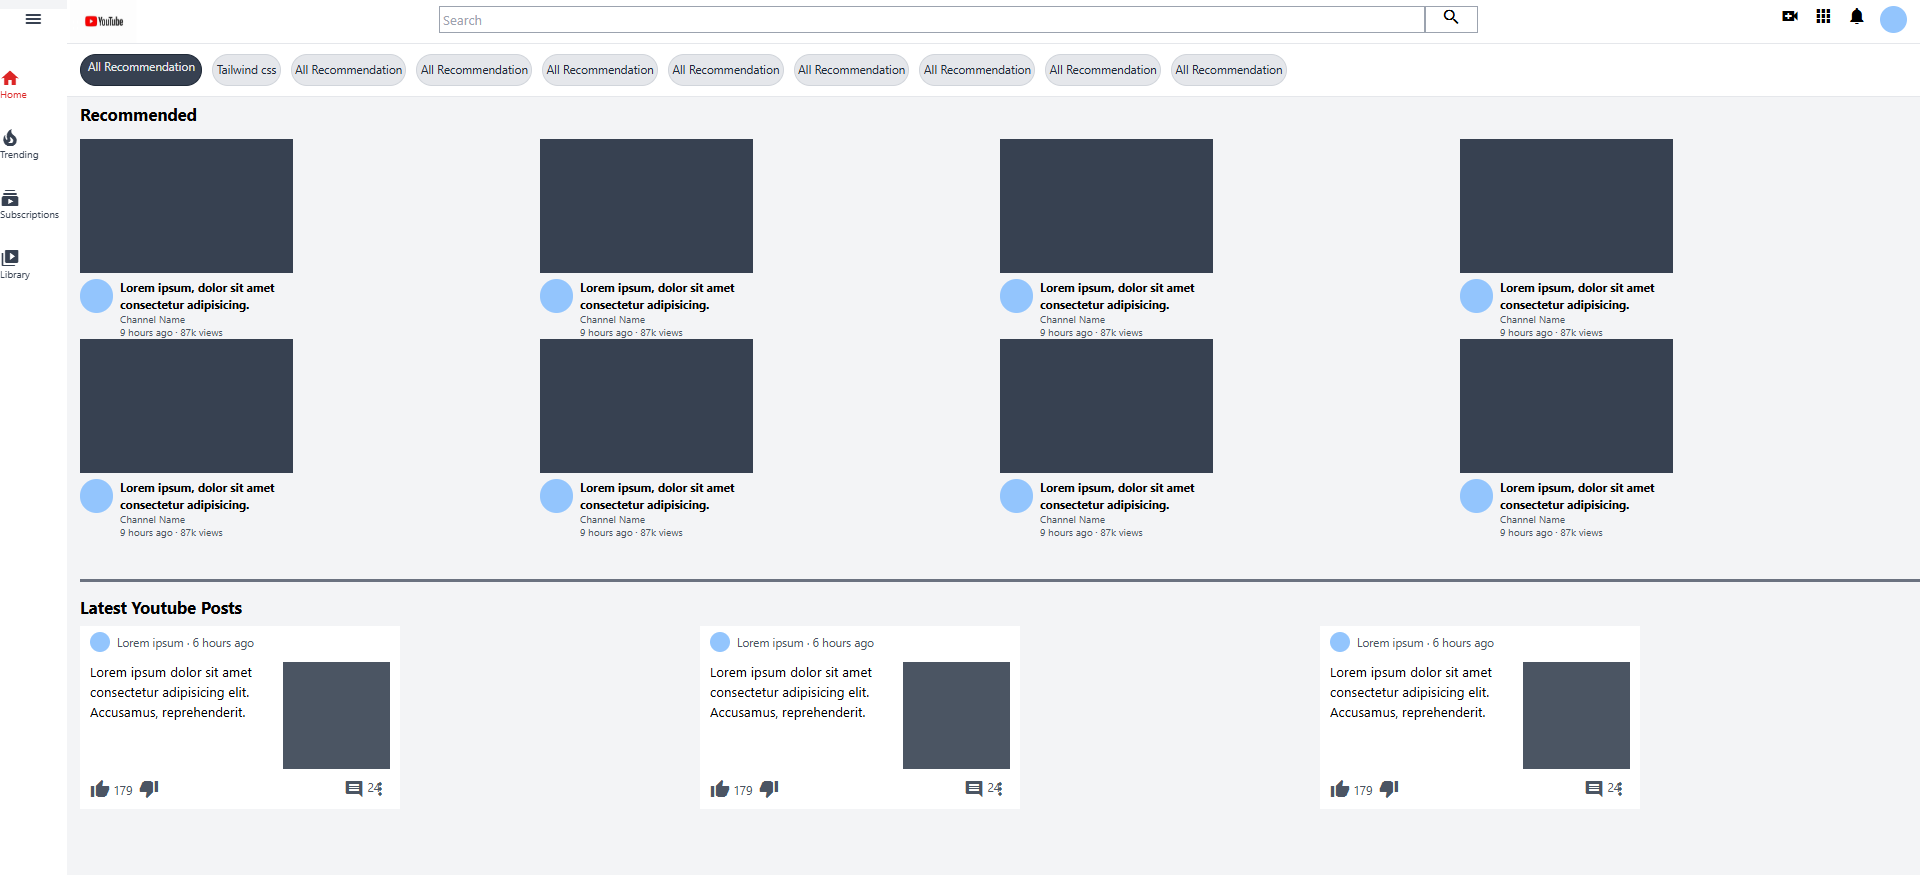 YouTube
Search
Home
Trending
Subscriptions
Library
All Recommendation Tailwind css All Recommendation All Recommendation All Recommendation All Recommendation All Recommendation All Recommendation All Recommendation All Recommendation
Recommended
Lorem ipsum, dolor sit amet
consectetur adipisicing.
Channel Name
9 hours ago · 87k views
Lorem ipsum, dolor sit amet
consectetur adipisicing.
Channel Name
9 hours ago · 87k views
Lorem ipsum, dolor sit amet
consectetur adipisicing.
Channel Name
9 hours ago · 87k views
Lorem ipsum, dolor sit amet
consectetur adipisicing.
Channel Name
9 hours ago · 87k views
Lorem ipsum, dolor sit amet
consectetur adipisicing.
Channel Name
9 hours ago · 87k views
Lorem ipsum, dolor sit amet
consectetur adipisicing.
Channel Name
9 hours ago · 87k views
Lorem ipsum, dolor sit amet
consectetur adipisicing.
Channel Name
9 hours ago · 87k views
Lorem ipsum, dolor sit amet
consectetur adipisicing.
Channel Name
9 hours ago · 87k views
Latest Youtube Posts
Lorem ipsum · 6 hours ago
Lorem ipsum dolor sit amet
consectetur adipisicing elit.
Accusamus, reprehenderit.
179 24
Lorem ipsum · 6 hours ago
Lorem ipsum dolor sit amet
consectetur adipisicing elit.
Accusamus, reprehenderit.
179 24
Lorem ipsum · 6 hours ago
Lorem ipsum dolor sit amet
consectetur adipisicing elit.
Accusamus, reprehenderit.
179 24